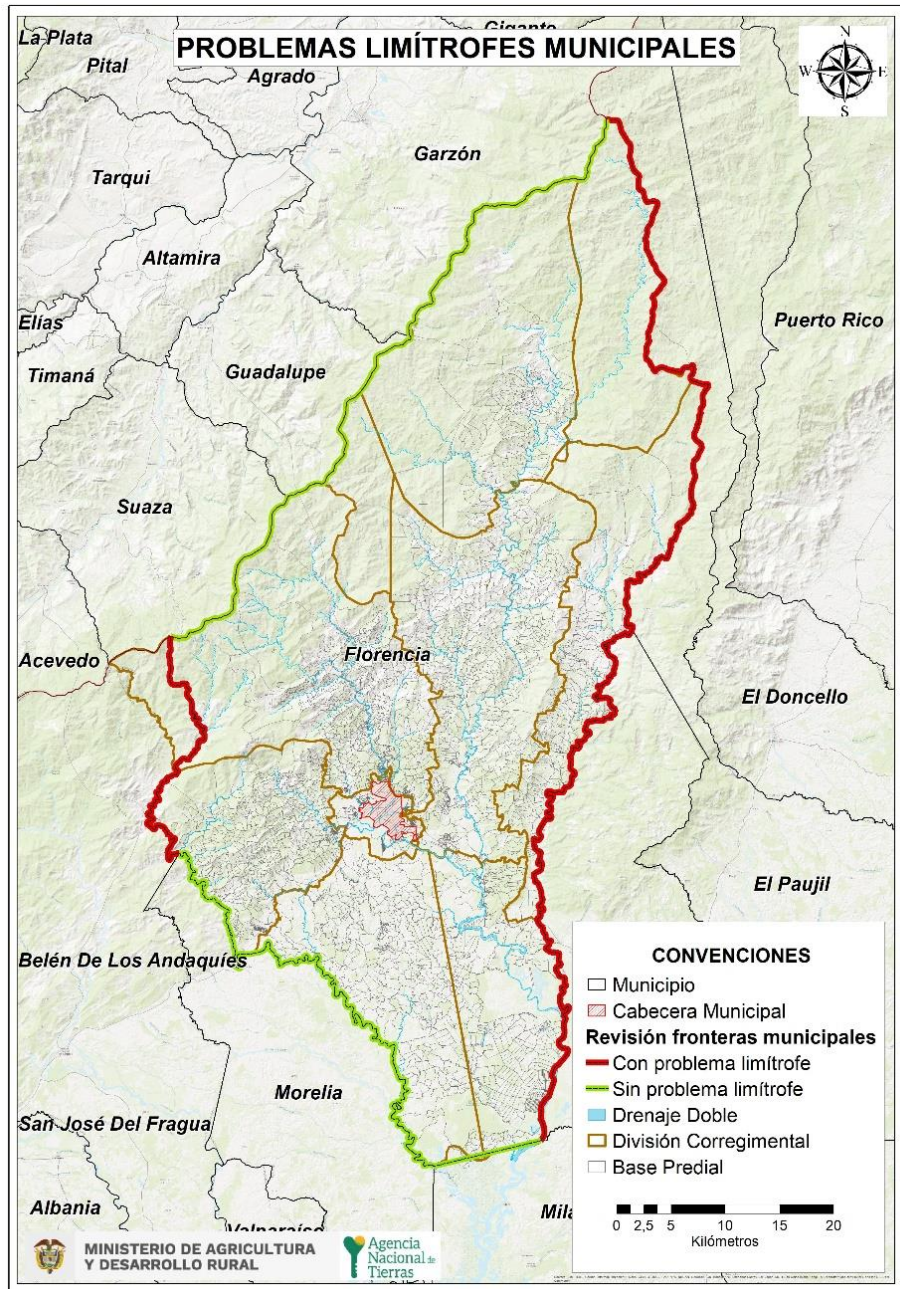 Gigante
La Plata
PROBLEMAS LIMÍTROFES MUNICIPALES
Pital
Agrado
N
W E
S
Garzón
Tarqui
Altamira
Elías
Puerto Rico
Timaná
Guadalupe
Suaza
Acevedo
Florencia
El Doncello
El Paujil
Belén De Los Andaquíes
Morelia
San José Del Fragua
Albania
Valparaíso
Mila
CONVENCIONES
Municipio
Cabecera Municipal
Revisión fronteras municipales
Con problema limítrofe
Sin problema limítrofe
Drenaje Doble
División Corregimental
Base Predial
0 2,5 5 10 15 20
Kilómetros
MINISTERIO DE AGRICULTURA
Y DESARROLLO RURAL
Agencia
Nacional de
Tierras